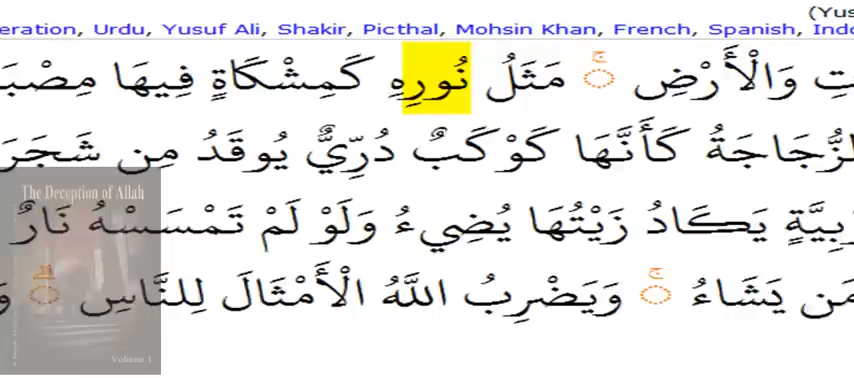 (Yus
eration, Urdu, Yusuf Ali, Shakir, Picthal, Mohsin Khan, French, Spanish, Indo
تِ وَالْأَرْضِ ۚ مَثَلُ نُورِهِ كَمِشْكَاةٍ فِيهَا مِصْبَا
لزُّجَاجَةُ كَأَنَّهَا كَوْكَبٌ دُرِّيٌّ يُوقَدُ مِن شَجَرَ
رْبِيَّةٍ يَكَادُ زَيْتُهَا يُضِيءُ وَلَوْ لَمْ تَمْسَسْهُ نَارٌ
مَن يَشَاءُ ۚ وَيَضْرِبُ اللَّهُ الْأَمْثَالَ لِلنَّاسِ ۗ وَ
The Deception of Allah
Volume 1